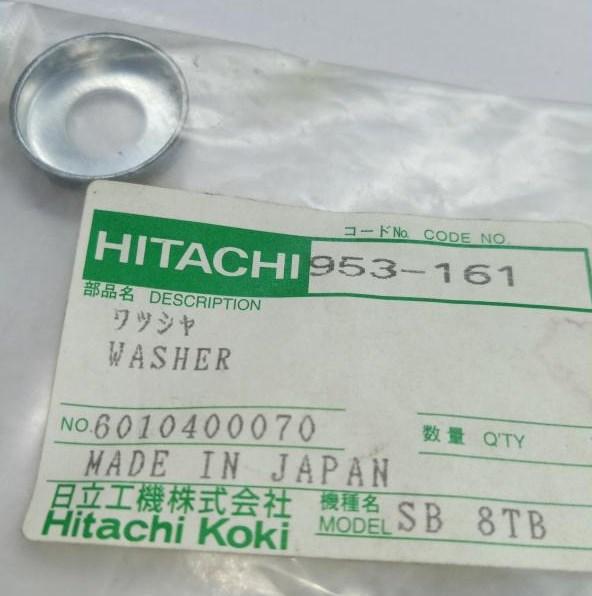 コードNo. CODE NO.
HITACHI 953-161
部品名 DESCRIPTION
ワツシヤ
WASHER
NO. 6010400070
数量 Q'TY
MADE IN JAPAN
日立工機株式会社
Hitachi Koki
機種名
MODEL SB 8TB